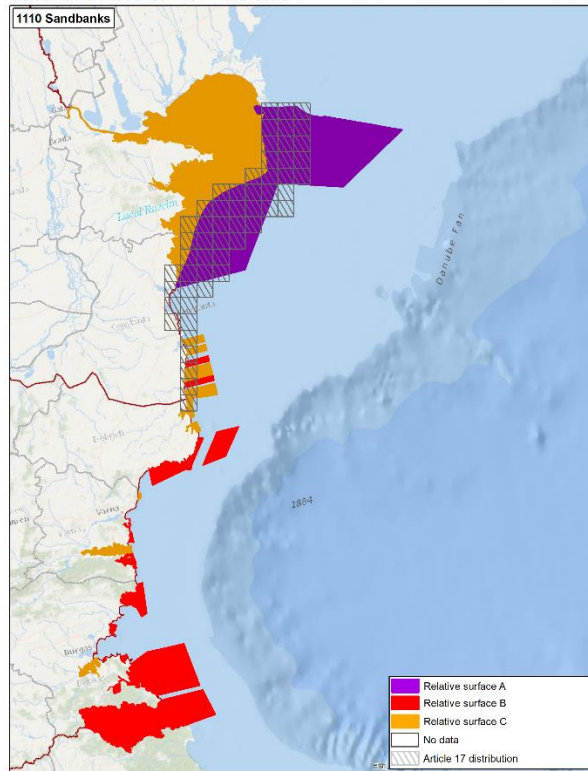 1110 Sandbanks
Lacul Razelm
Danube Fan
Constanta
1884
Varna
Burgas
Relative surface A
Relative surface B
Relative surface C
No data
Article 17 distribution